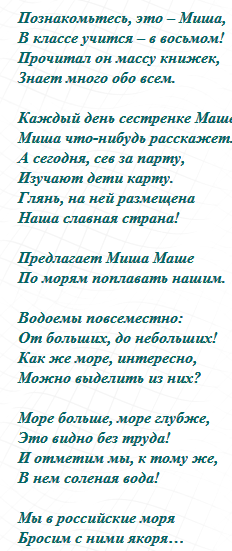 Познакомьтесь, это – Миша,
В классе учится – в восьмом!
Прочитал он массу книжек,
Знает много обо всем.
Каждый день сестренке Маше
Миша что-нибудь расскажет.
А сегодня, сев за парту,
Изучают дети карту.
Глянь, на ней размещена
Наша славная страна!
Предлагает Миша Маше
По морям поплавать нашим.
Водоемы повсеместно:
От больших, до небольших!
Как же море, интересно,
Можно выделить из них?
Море больше, море глубже,
Это видно без труда!
И отметим мы, к тому же,
В нем соленая вода!
Мы в российские моря
Бросим с ними якоря…